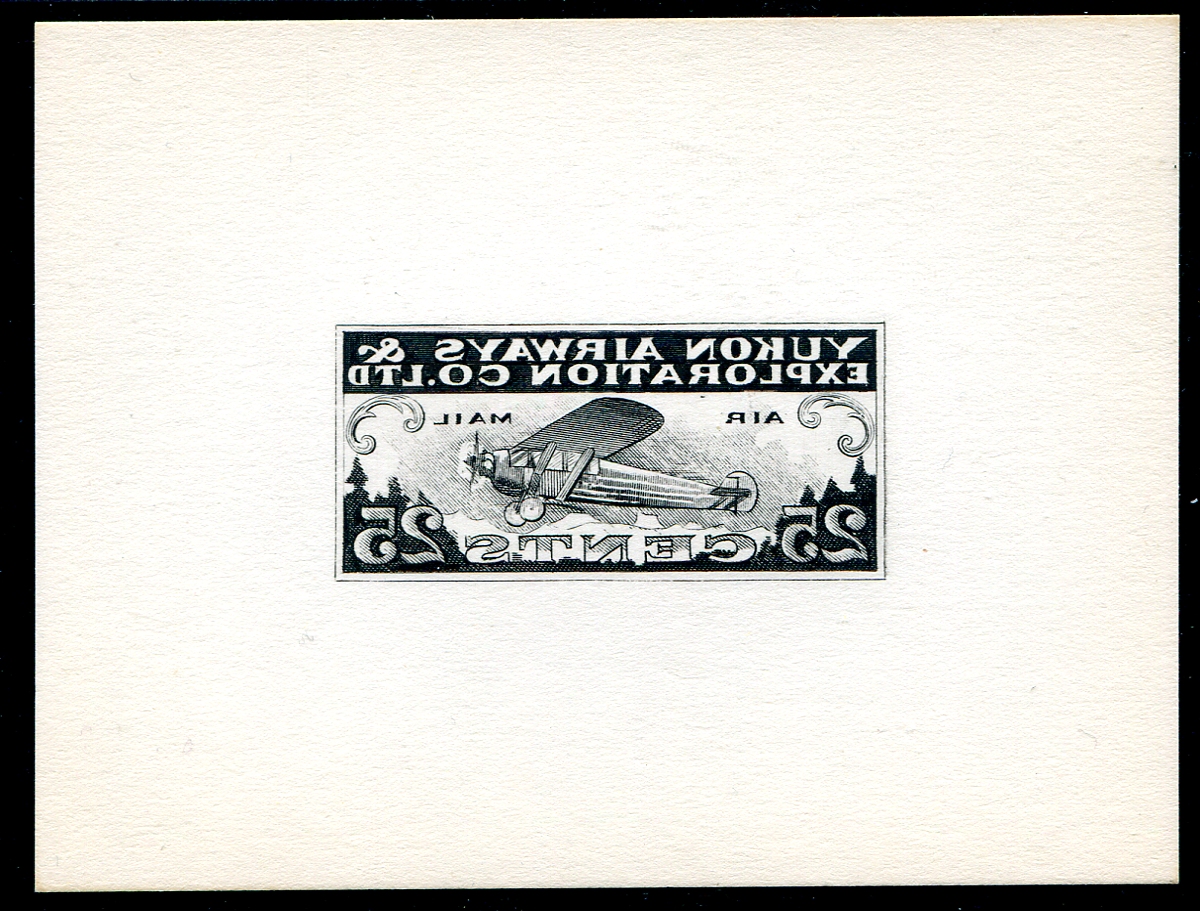 YUKON AIRWAYS &
EXPLORATION CO.LTD
AIR MAIL
25 CENTS 25